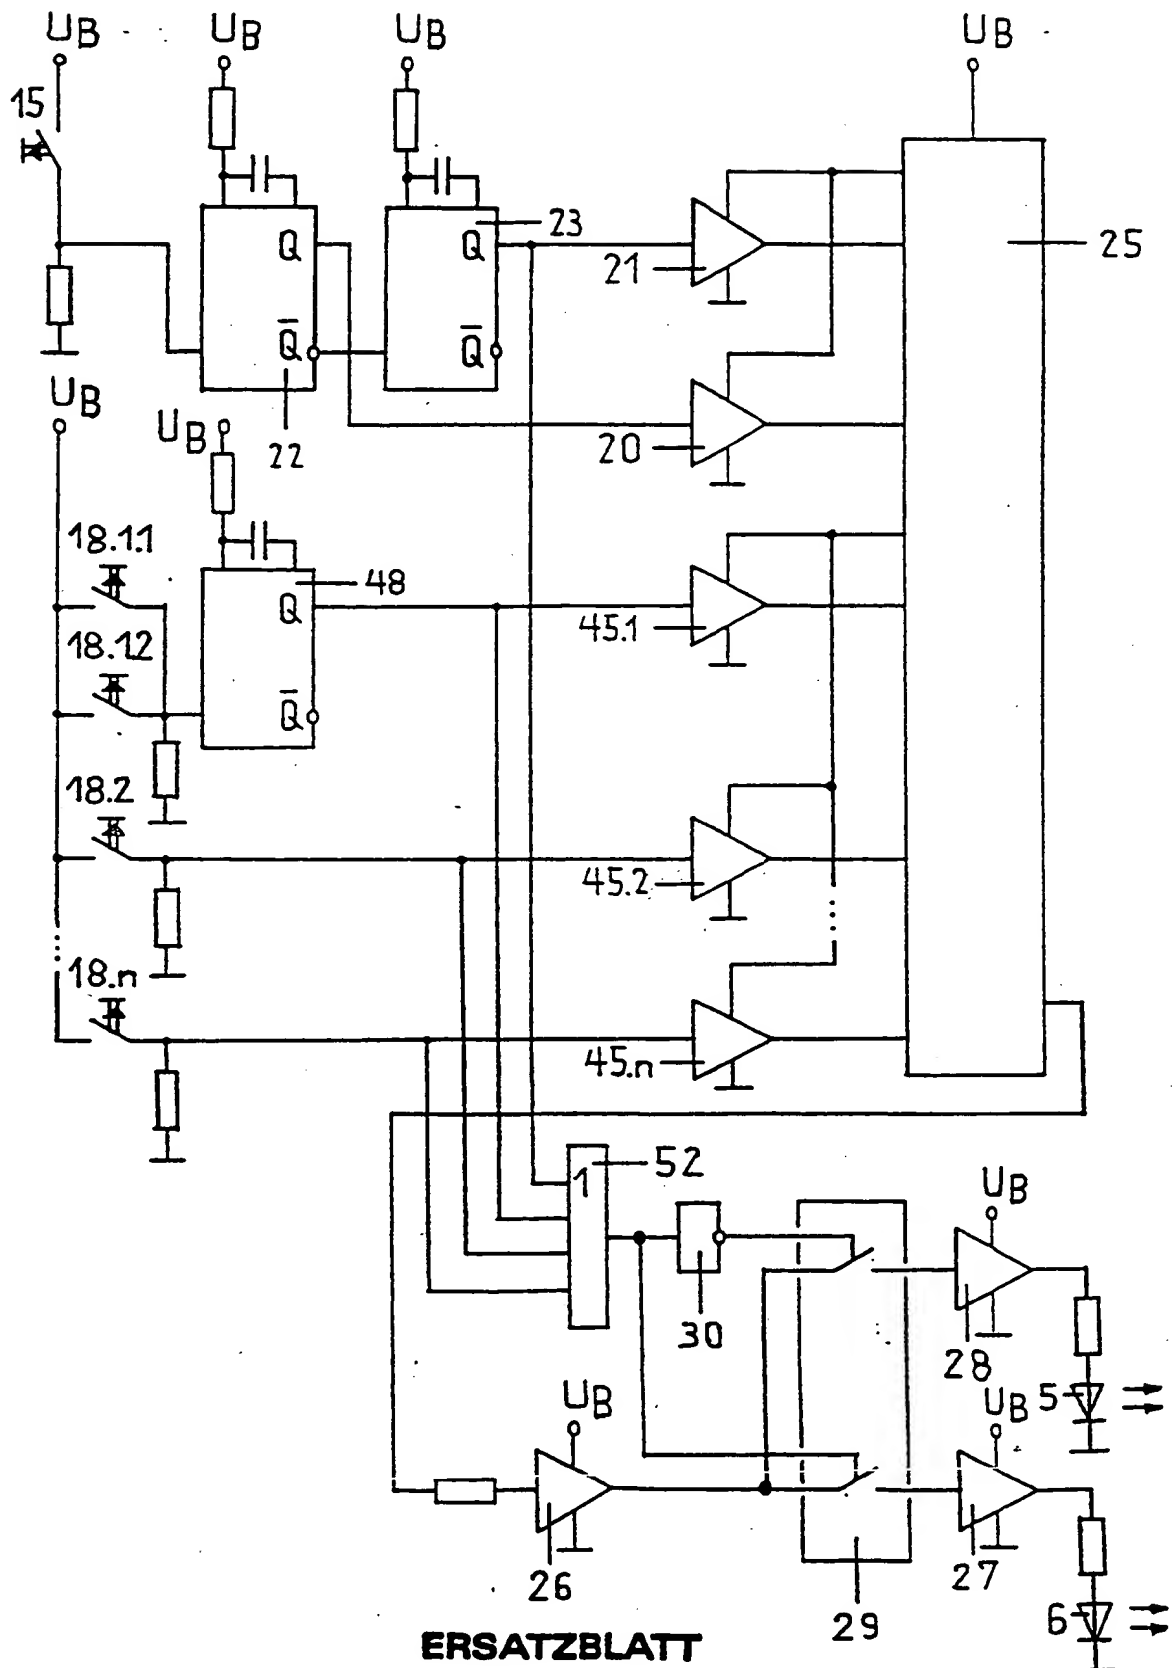 UB UB UB UB
15
Q Q 23
21 25
Q̅ Q̅
UB
UB 22 20
18.1.1
Q 48
18.1.2 45.1
Q̅
18.2
45.2
18.n
45.n
1 52
UB
30
28
UB UB 5
26 27
29 6
ERSATZBLATT